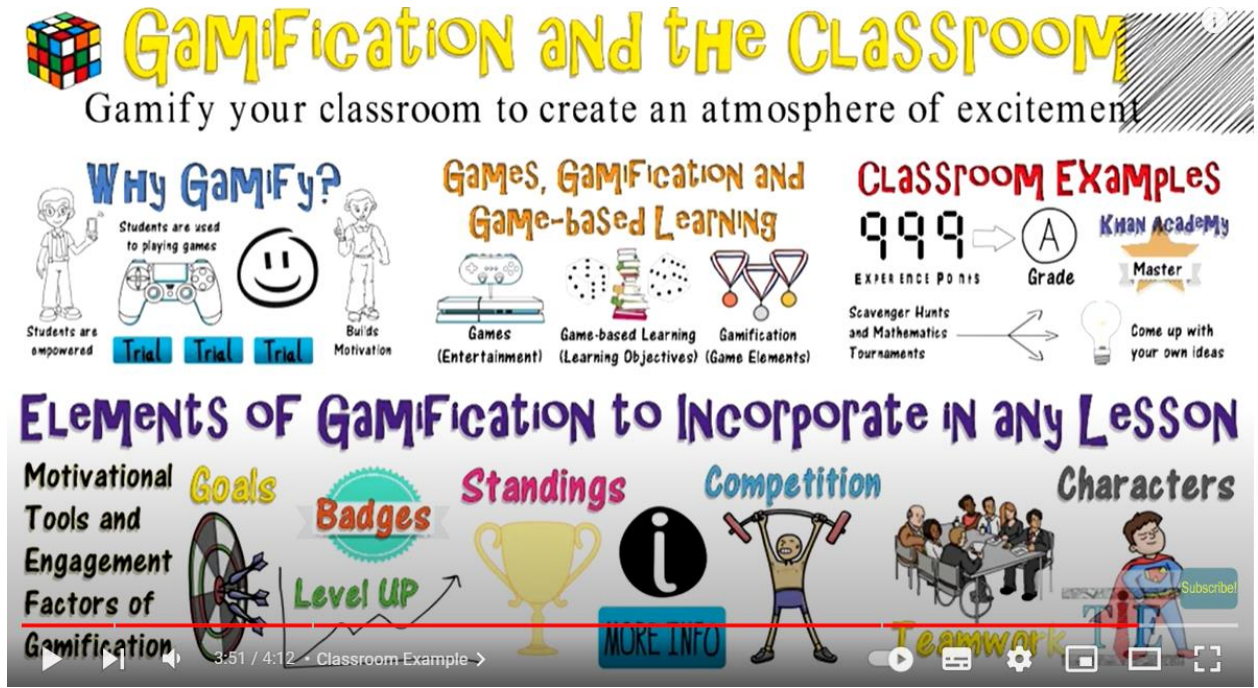 Gamification and the Classroom
Gamify your classroom to create an atmosphere of excitement
Why Gamify?
Students are used
to playing games
Students are
empowered
Trial Trial Trial
Builds
Motivation
Games, Gamification and
Game-based Learning
Games
(Entertainment)
Game-based Learning
(Learning Objectives)
Gamification
(Game Elements)
Classroom Examples
999
Experience Points
A
Grade
Khan Academy
Master
Scavenger Hunts
and Mathematics
Tournaments
Come up with
your own ideas
Elements of Gamification to Incorporate in any Lesson
Motivational
Tools and
Engagement
Factors of
Gamification
Goals
Badges
Level UP
Standings
i
MORE INFO
Competition
Teamwork
Characters
TiE
Subscribe!
3:51 / 4:12 • Classroom Example